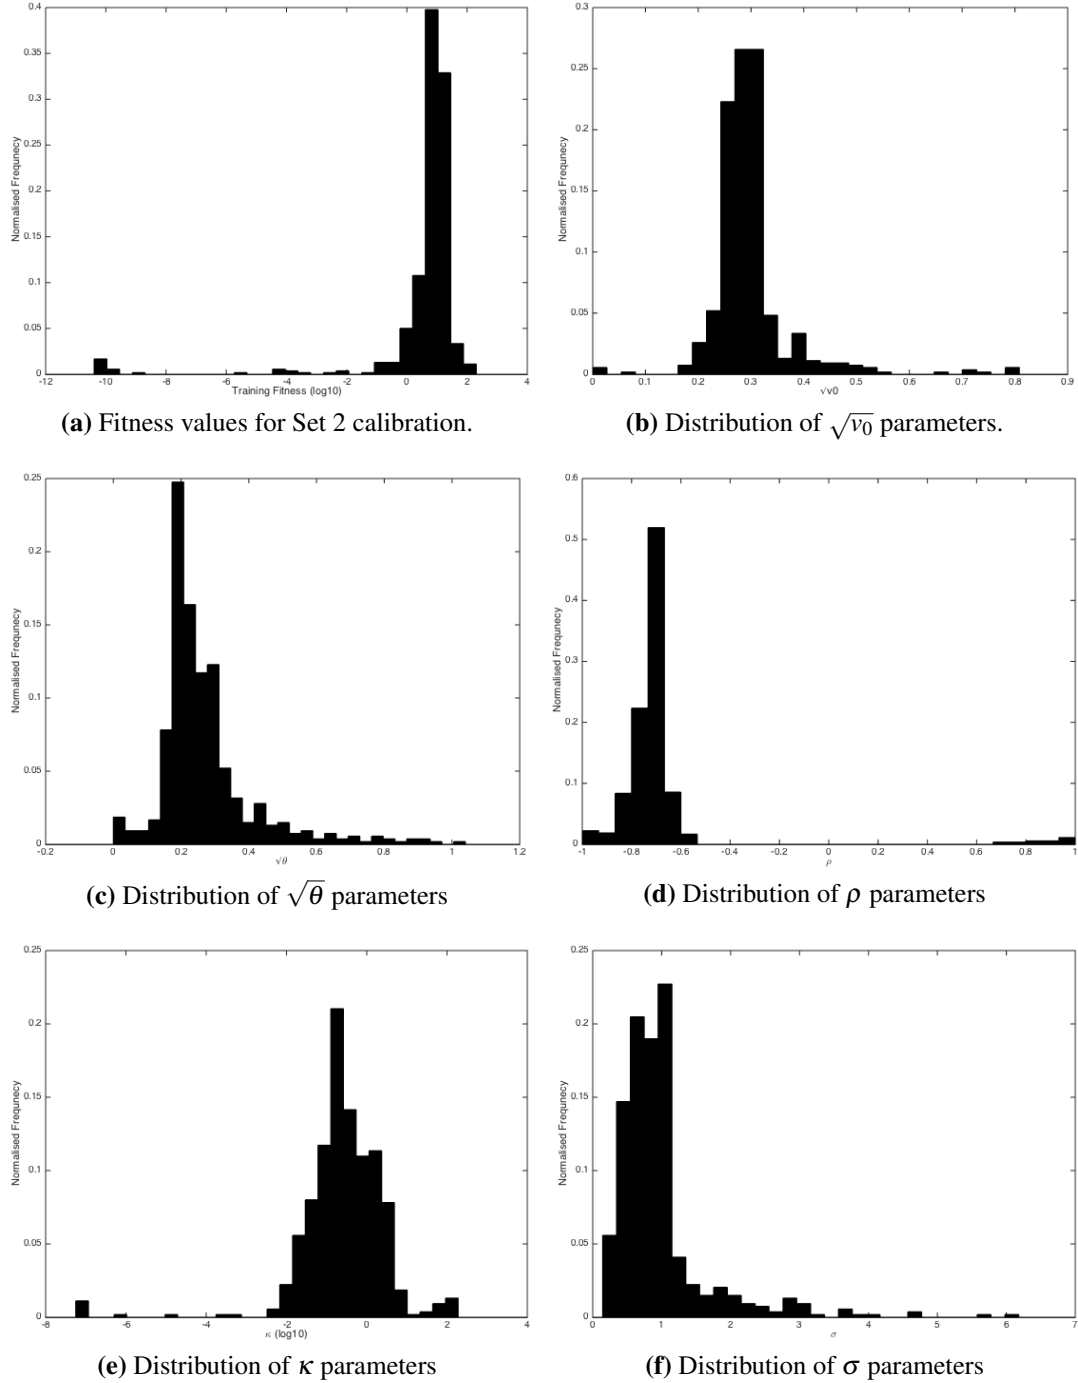 0.4
0.35
0.3
0.25
0.2
0.15
0.1
0.05
0
Normalised Frequnecy
-12 -10 -8 -6 -4 -2 0 2 4
Training Fitness (log10)
(a) Fitness values for Set 2 calibration.
0.3
0.25
0.2
0.15
0.1
0.05
0
Normalised Frequnecy
0 0.1 0.2 0.3 0.4 0.5 0.6 0.7 0.8 0.9
√v0
(b) Distribution of √v₀ parameters.
0.25
0.2
0.15
0.1
0.05
0
Normalised Frequnecy
-0.2 0 0.2 0.4 0.6 0.8 1 1.2
√θ
(c) Distribution of √θ parameters
0.6
0.5
0.4
0.3
0.2
0.1
0
Normalised Frequnecy
-1 -0.8 -0.6 -0.4 -0.2 0 0.2 0.4 0.6 0.8 1
ρ
(d) Distribution of ρ parameters
0.25
0.2
0.15
0.1
0.05
0
Normalised Frequnecy
-8 -6 -4 -2 0 2 4
κ (log10)
(e) Distribution of κ parameters
0.25
0.2
0.15
0.1
0.05
0
Normalised Frequnecy
0 1 2 3 4 5 6 7
σ
(f) Distribution of σ parameters